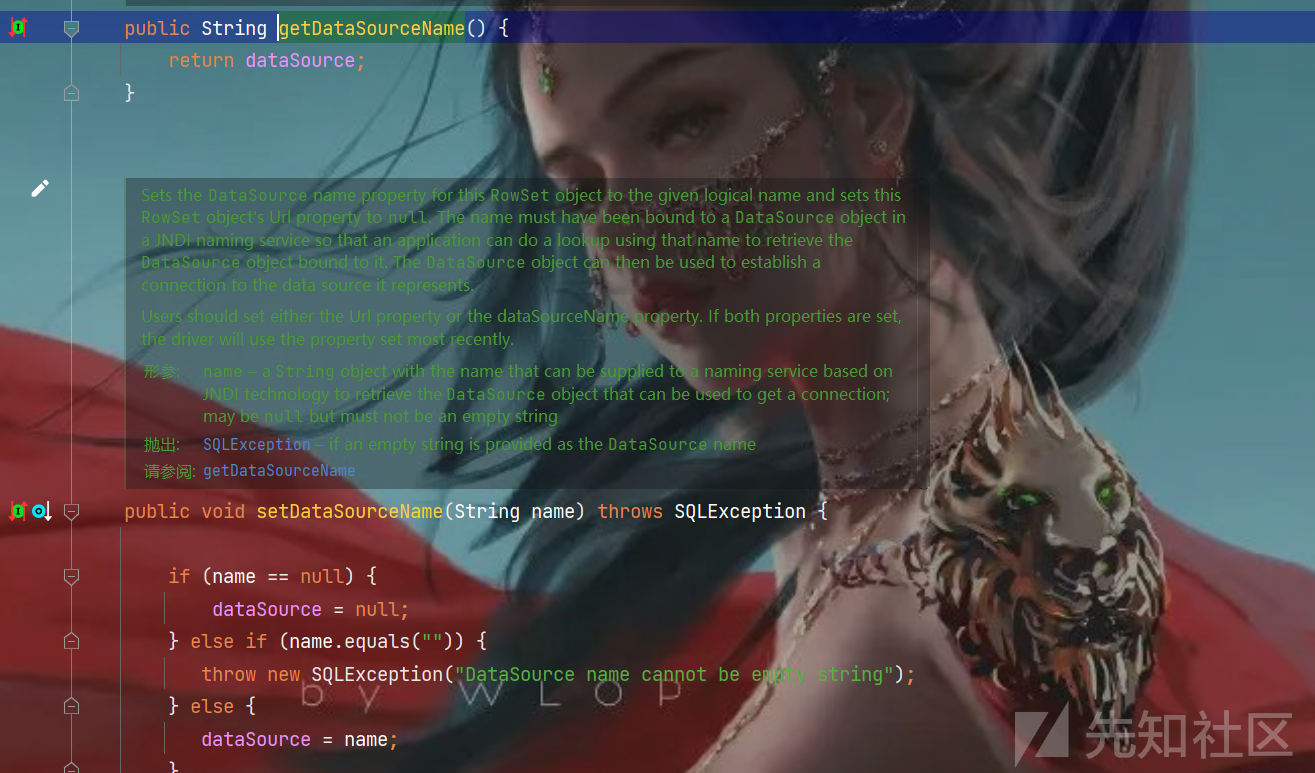 public String getDataSourceName() {
return dataSource;
}
Sets the DataSource name property for this RowSet object to the given logical name and sets this
RowSet object's Url property to null. The name must have been bound to a DataSource object in
a JNDI naming service so that an application can do a lookup using that name to retrieve the
DataSource object bound to it. The DataSource object can then be used to establish a
connection to the data source it represents.
Users should set either the Url property or the dataSourceName property. If both properties are set,
the driver will use the property set most recently.
形参: name – a String object with the name that can be supplied to a naming service based on
JNDI technology to retrieve the DataSource object that can be used to get a connection;
may be null but must not be an empty string
抛出: SQLException – if an empty string is provided as the DataSource name
请参阅: getDataSourceName
public void setDataSourceName(String name) throws SQLException {
if (name == null) {
dataSource = null;
} else if (name.equals("")) {
throw new SQLException("DataSource name cannot be empty string");
by WLOP
} else {
dataSource = name;
}
先知社区